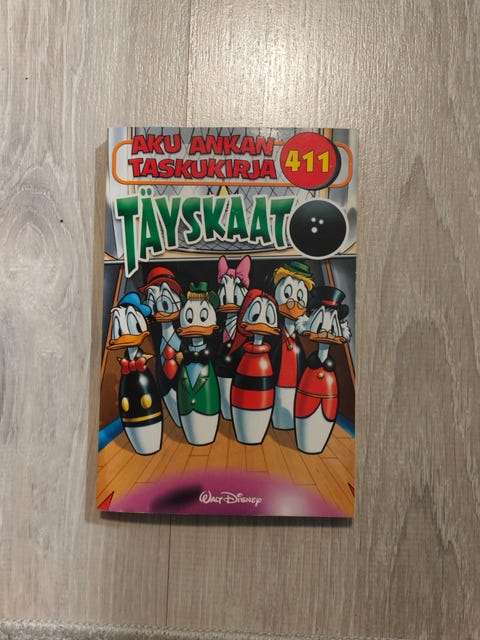 AKU ANKAN
TASKUKIRJA
411
TÄYSKAATO
Walt Disney